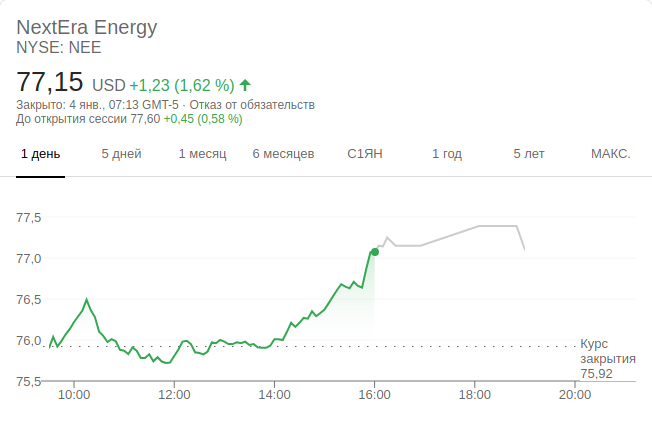 NextEra Energy
NYSE: NEE
77,15 USD +1,23 (1,62 %)
Закрыто: 4 янв., 07:13 GMT-5 · Отказ от обязательств
До открытия сессии 77,60 +0,45 (0,58 %)
1 день 5 дней 1 месяц 6 месяцев С1ЯН 1 год 5 лет МАКС.
77,5
77,0
76,5
76,0
75,5
Курс
закрытия
75,92
10:00 12:00 14:00 16:00 18:00 20:00